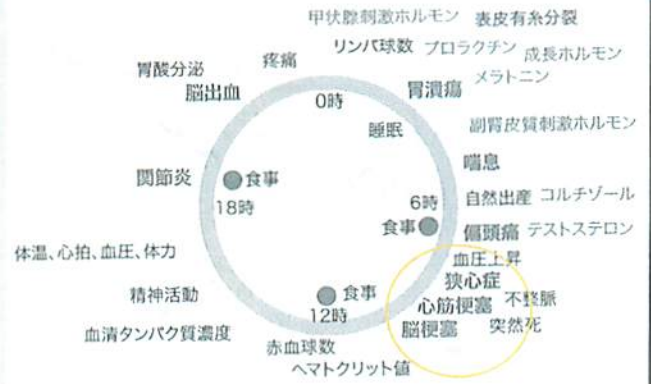 甲状腺刺激ホルモン 表皮有糸分裂
リンパ球数 プロラクチン 成長ホルモン
疼痛 メラトニン
胃酸分泌 胃潰瘍
脳出血 0時
睡眠 副腎皮質刺激ホルモン
喘息
関節炎 食事 自然出産 コルチゾール
18時 6時
食事 偏頭痛 テストステロン
体温、心拍、血圧、体力 血圧上昇
狭心症
精神活動 食事 心筋梗塞 不整脈
12時 脳梗塞 突然死
血清タンパク質濃度
赤血球数
ヘマトクリット値